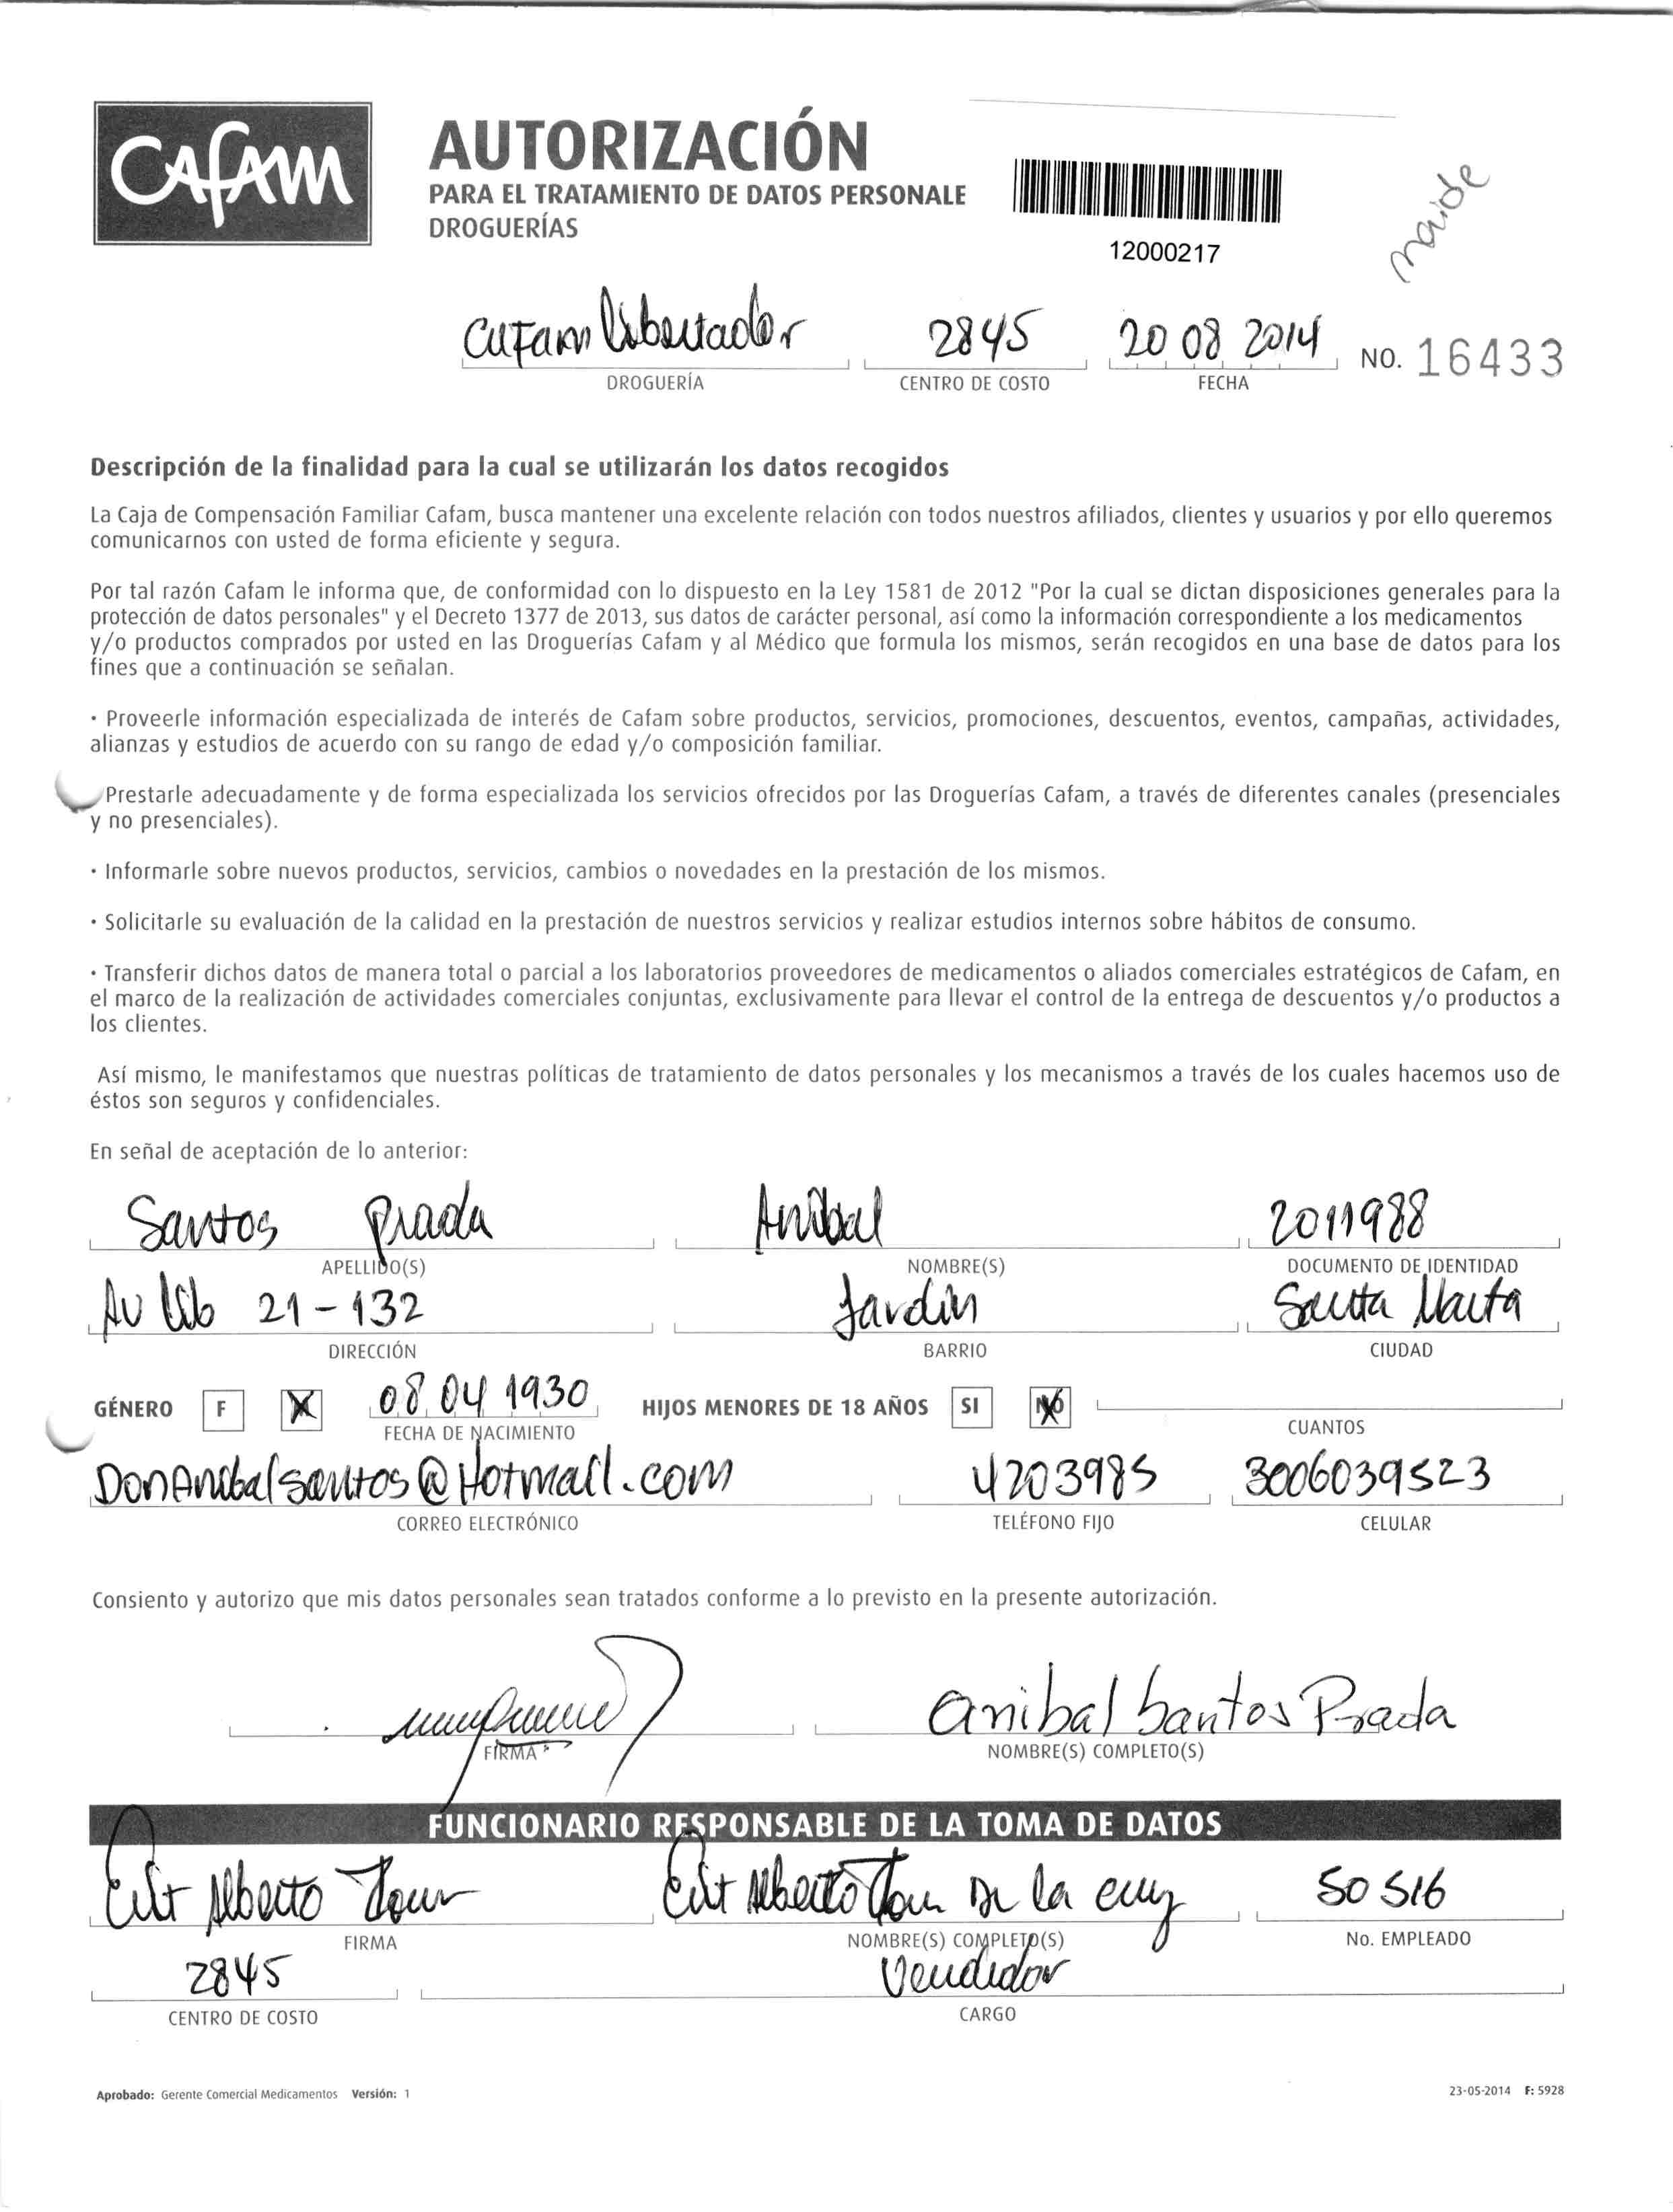 CAFAM
AUTORIZACIÓN
PARA EL TRATAMIENTO DE DATOS PERSONALE
DROGUERÍAS
12000217
Cafam Libertador 2845 20 08 2014 NO. 16433
DROGUERÍA CENTRO DE COSTO FECHA
Descripción de la finalidad para la cual se utilizarán los datos recogidos
La Caja de Compensación Familiar Cafam, busca mantener una excelente relación con todos nuestros afiliados, clientes y usuarios y por ello queremos
comunicarnos con usted de forma eficiente y segura.
Por tal razón Cafam le informa que, de conformidad con lo dispuesto en la Ley 1581 de 2012 "Por la cual se dictan disposiciones generales para la
protección de datos personales" y el Decreto 1377 de 2013, sus datos de carácter personal, así como la información correspondiente a los medicamentos
y/o productos comprados por usted en las Droguerías Cafam y al Médico que formula los mismos, serán recogidos en una base de datos para los
fines que a continuación se señalan.
· Proveerle información especializada de interés de Cafam sobre productos, servicios, promociones, descuentos, eventos, campañas, actividades,
alianzas y estudios de acuerdo con su rango de edad y/o composición familiar.
Prestarle adecuadamente y de forma especializada los servicios ofrecidos por las Droguerías Cafam, a través de diferentes canales (presenciales
y no presenciales).
· Informarle sobre nuevos productos, servicios, cambios o novedades en la prestación de los mismos.
· Solicitarle su evaluación de la calidad en la prestación de nuestros servicios y realizar estudios internos sobre hábitos de consumo.
· Transferir dichos datos de manera total o parcial a los laboratorios proveedores de medicamentos o aliados comerciales estratégicos de Cafam, en
el marco de la realización de actividades comerciales conjuntas, exclusivamente para llevar el control de la entrega de descuentos y/o productos a
los clientes.
Así mismo, le manifestamos que nuestras políticas de tratamiento de datos personales y los mecanismos a través de los cuales hacemos uso de
éstos son seguros y confidenciales.
En señal de aceptación de lo anterior:
Santos Prada Anibal 2011988
APELLIDO(S) NOMBRE(S) DOCUMENTO DE IDENTIDAD
Av Lib 21-132 Jardin Santa Marta
DIRECCIÓN BARRIO CIUDAD
GÉNERO F X 08 04 1930 HIJOS MENORES DE 18 AÑOS SI NO
FECHA DE NACIMIENTO CUANTOS
DonAnibalsantos@Hotmail.com 4203985 3006039523
CORREO ELECTRÓNICO TELÉFONO FIJO CELULAR
Consiento y autorizo que mis datos personales sean tratados conforme a lo previsto en la presente autorización.
Anibal Santos Prada
FIRMA NOMBRE(S) COMPLETO(S)
FUNCIONARIO RESPONSABLE DE LA TOMA DE DATOS
Alberto Alberto De la 50516
FIRMA NOMBRE(S) COMPLETO(S) No. EMPLEADO
2845 Vendedor
CENTRO DE COSTO CARGO
Aprobado: Gerente Comercial Medicamentos Versión: 1 23-05-2014 F: 5928